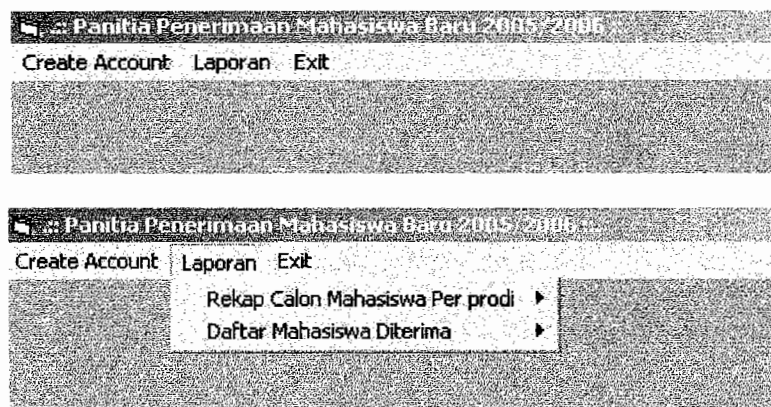 .:: Panitia Penerimaan Mahasiswa Baru 2005/2006 ::.
Create Account Laporan Exit
.:: Panitia Penerimaan Mahasiswa Baru 2005/2006 ::.
Create Account Laporan Exit
Rekap Calon Mahasiswa Per prodi
Daftar Mahasiswa Diterima